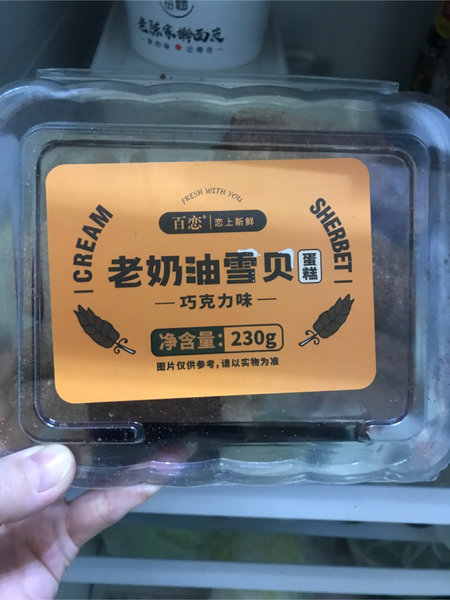 老陈家擀面皮
FRESH WITH YOU
百恋® 恋上新鲜
CREAM
SHERBET
老奶油雪贝蛋糕
巧克力味
净含量: 230g
图片仅供参考,请以实物为准